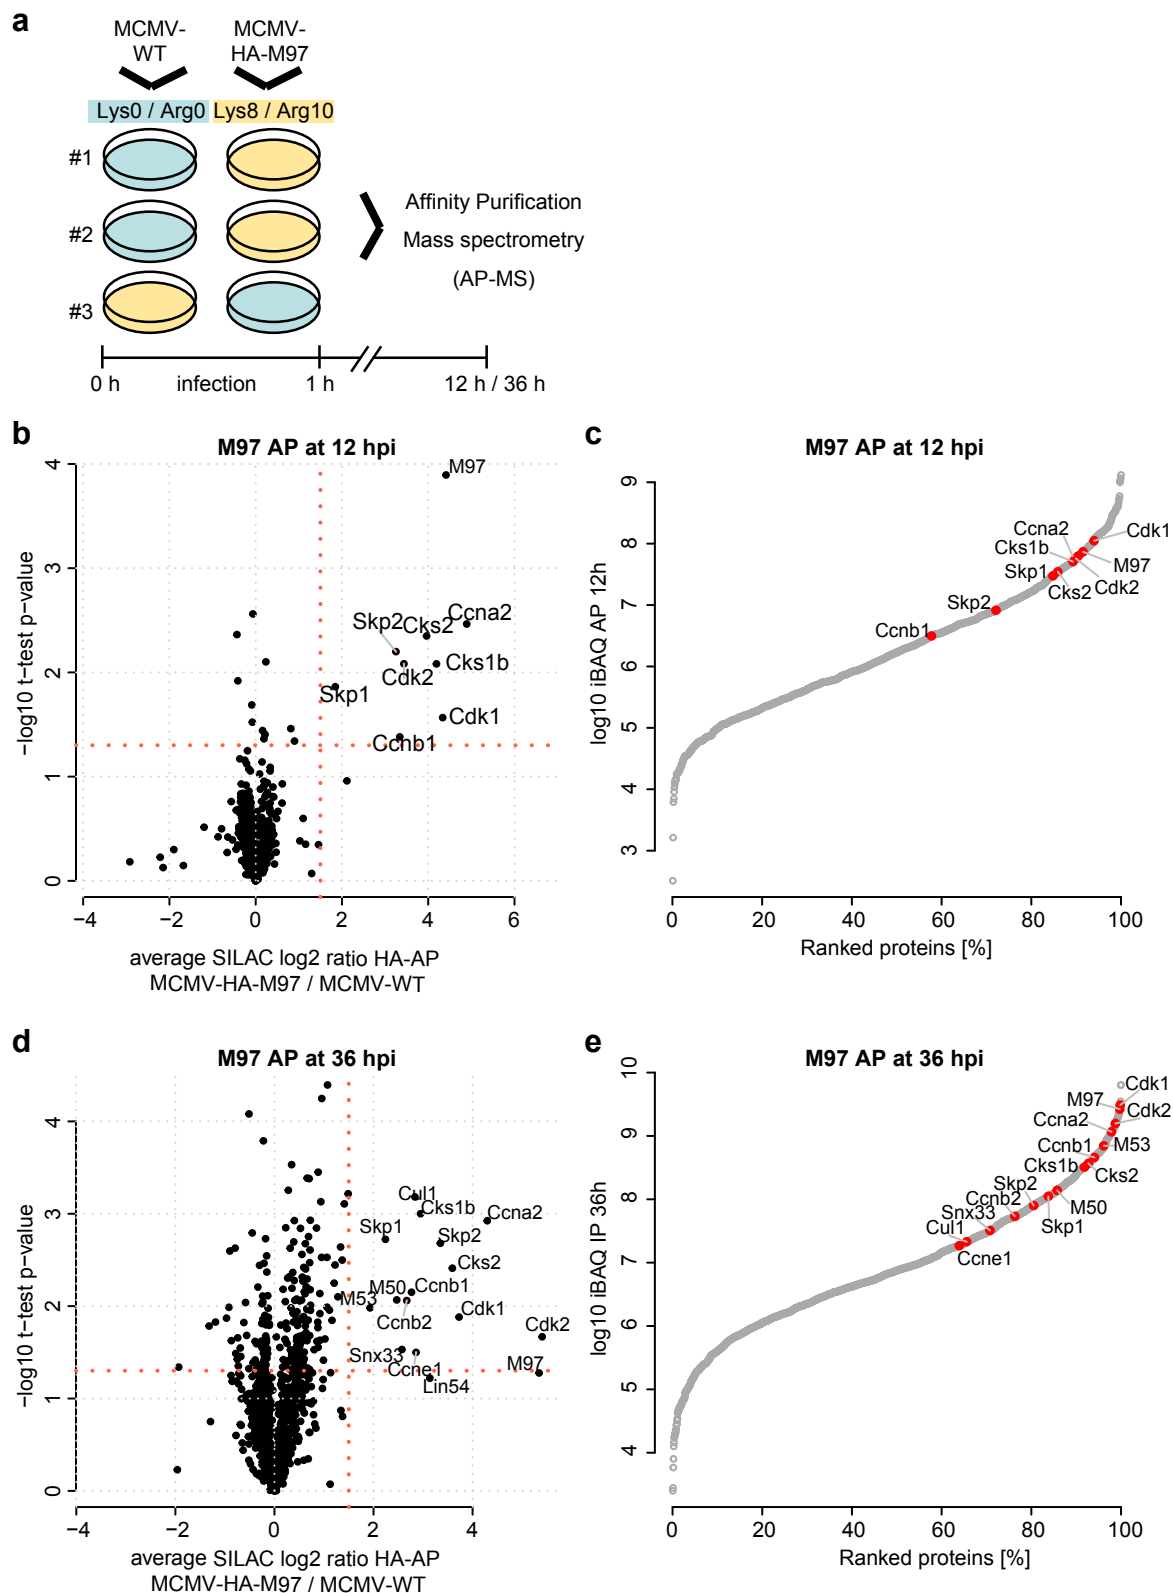 a
MCMV-
WT
MCMV-
HA-M97
Lys0 / Arg0
Lys8 / Arg10
#1
#2
#3
Affinity Purification
Mass spectrometry
(AP-MS)
0 h
infection
1 h
12 h / 36 h
b
M97 AP at 12 hpi
−log10 t−test p−value
4
3
2
1
0
M97
Skp2
Cks2
Ccna2
Cdk2
Cks1b
Skp1
Cdk1
Ccnb1
−4
−2
0
2
4
6
average SILAC log2 ratio HA-AP
MCMV-HA-M97 / MCMV-WT
c
M97 AP at 12 hpi
log10 iBAQ AP 12h
9
8
7
6
5
4
3
Ccna2
Cdk1
Cks1b
M97
Skp1
Cdk2
Cks2
Skp2
Ccnb1
0
20
40
60
80
100
Ranked proteins [%]
d
M97 AP at 36 hpi
−log10 t−test p−value
4
3
2
1
0
Cul1
Cks1b
Ccna2
Skp1
Skp2
Cks2
M50
Ccnb1
M53
Cdk1
Ccnb2
Cdk2
Snx33
M97
Ccne1
Lin54
−4
−2
0
2
4
average SILAC log2 ratio HA-AP
MCMV-HA-M97 / MCMV-WT
e
M97 AP at 36 hpi
log10 iBAQ IP 36h
10
9
8
7
6
5
4
Cdk1
M97
Cdk2
Ccna2
Ccnb1
M53
Cks1b
Cks2
Skp2
Ccnb2
M50
Snx33
Skp1
Cul1
Ccne1
0
20
40
60
80
100
Ranked proteins [%]